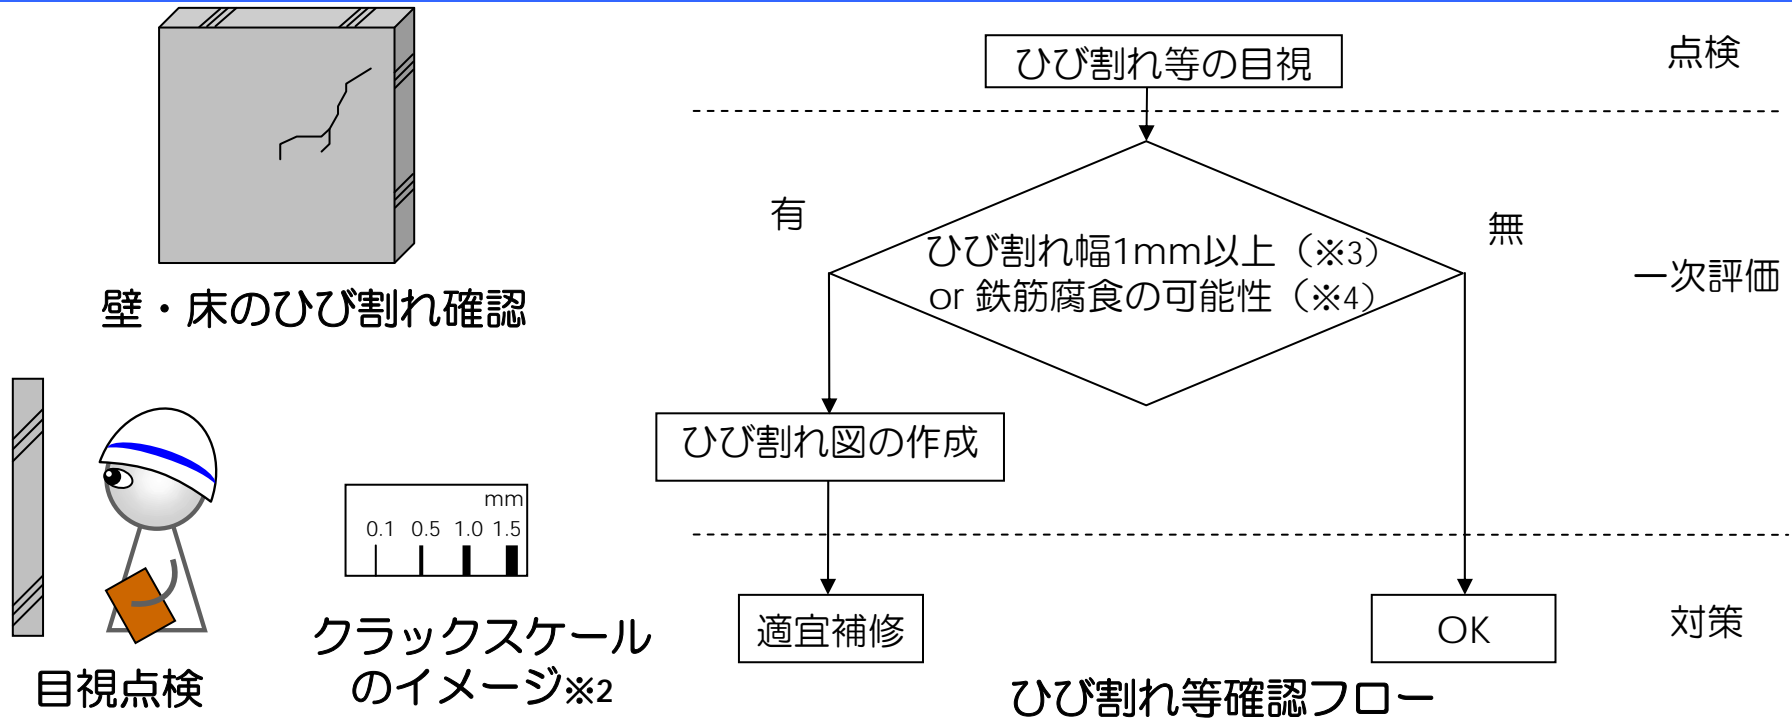 壁・床のひび割れ確認
目視点検
mm
0.1 0.5 1.0 1.5
クラックスケール
のイメージ※2
ひび割れ等の目視
点検
有
無
ひび割れ幅1mm以上（※3）
or 鉄筋腐食の可能性（※4）
一次評価
ひび割れ図の作成
適宜補修
OK
対策
ひび割れ等確認フロー